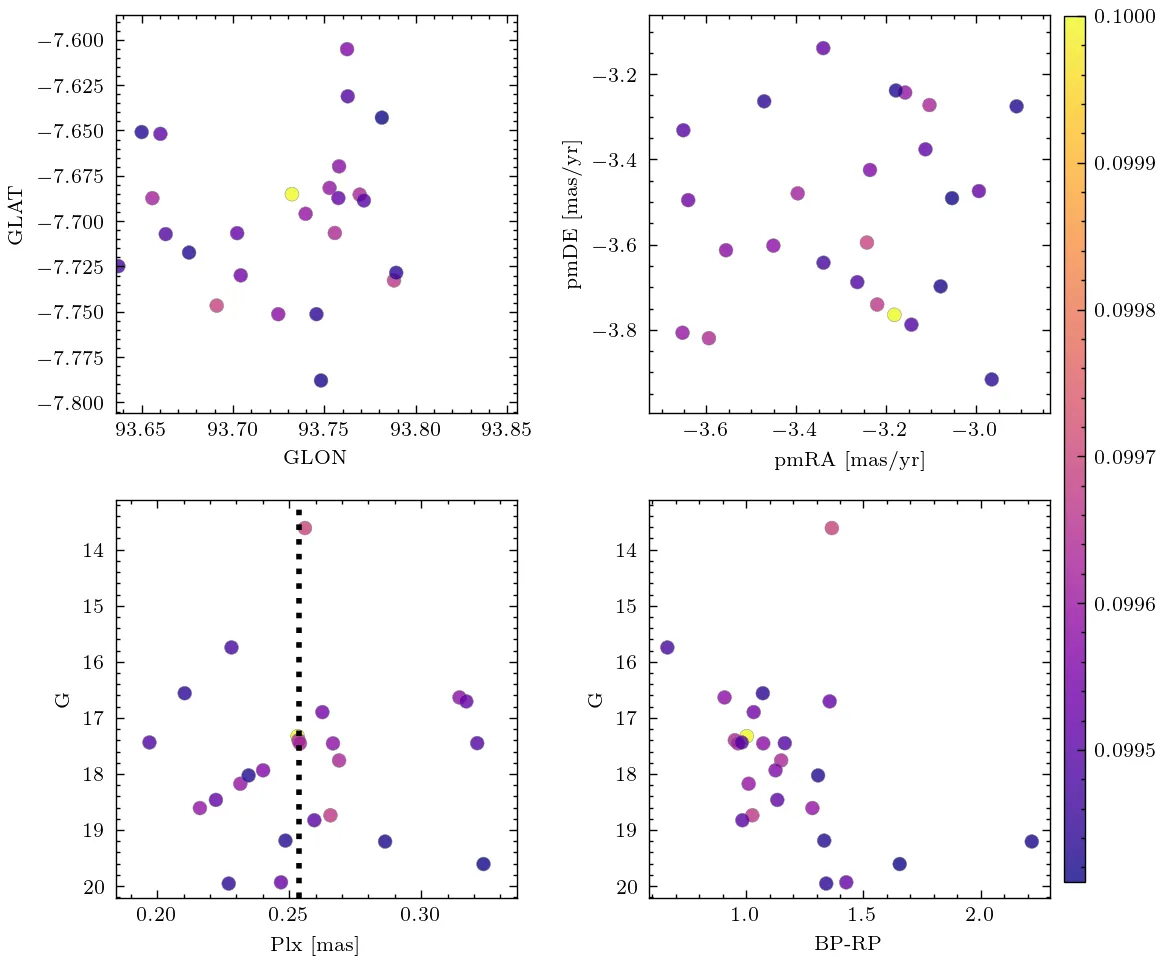 −7.600
−7.625
−7.650
−7.675
−7.700
−7.725
−7.750
−7.775
−7.800
GLAT
93.65 93.70 93.75 93.80 93.85
GLON
−3.2
−3.4
−3.6
−3.8
pmDE [mas/yr]
−3.6 −3.4 −3.2 −3.0
pmRA [mas/yr]
0.1000
0.0999
0.0998
0.0997
0.0996
0.0995
14
15
16
17
18
19
20
G
0.20 0.25 0.30
Plx [mas]
14
15
16
17
18
19
20
G
1.0 1.5 2.0
BP-RP